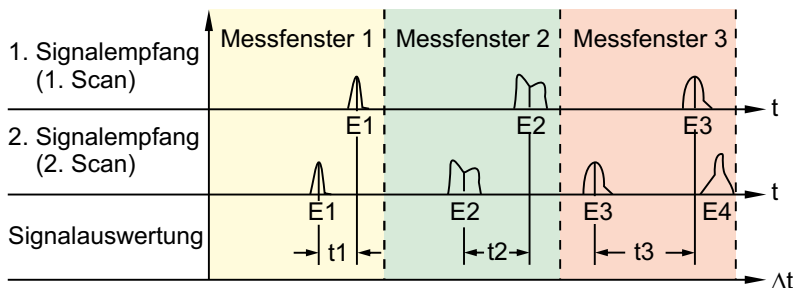 Messfenster 1 Messfenster 2 Messfenster 3
1. Signalempfang
(1. Scan)
t
E1 E2 E3
2. Signalempfang
(2. Scan)
t
E1 E2 E3 E4
Signalauswertung
t1 t2 t3
Δt